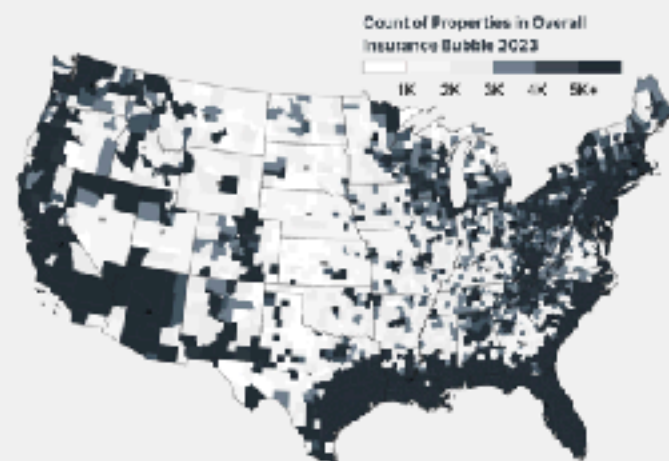 Count of Properties in Overall
Insurance Bubble 2023
1K 2K 3K 4K 5K+